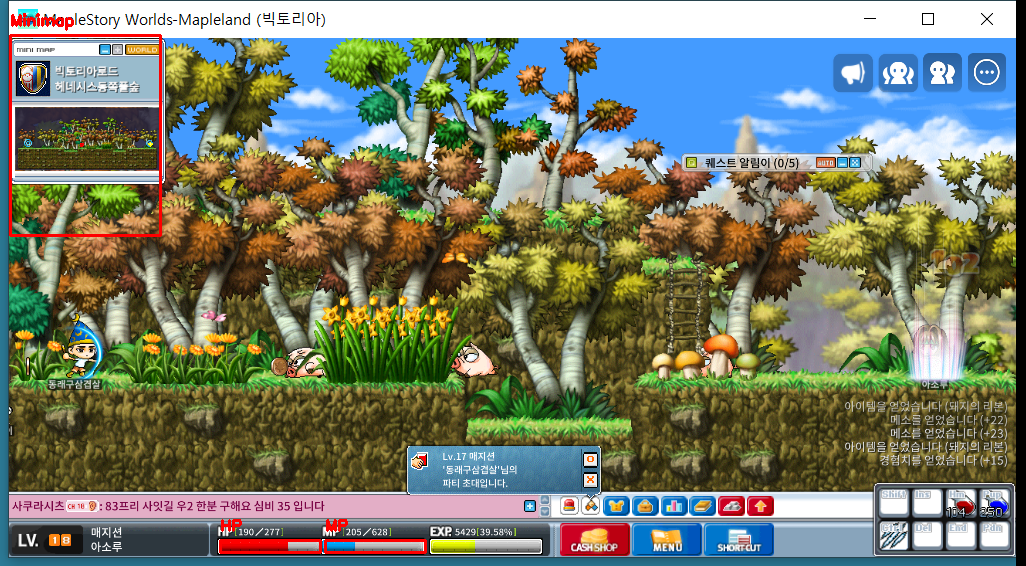 MapleStory Worlds-Mapleland (빅토리아)
Minimap
MINI MAP
WORLD
빅토리아로드
헤네시스동쪽풀숲
퀘스트 알림이 (0/5)
AUTO
동래구삼겹살
아소루
아이템을 얻었습니다 (돼지의 리본)
메소를 얻었습니다 (+22)
메소를 얻었습니다 (+23)
아이템을 얻었습니다 (돼지의 리본)
경험치를 얻었습니다 (+15)
Lv.17 매지션
'동래구삼겹살'님의
파티 초대입니다.
사쿠라시츠 CH 18 : 83프리 사잇길 우2 한분 구해요 심비 35 입니다
LV. 18
매지션
아소루
HP
HP[190/277]
MP
MP[205/628]
EXP. 5429[39.58%]
CASH SHOP
MENU
SHORT-CUT
Shift
Ins
Hm
Pup
104
350
Ctrl
Del
End
Pdn